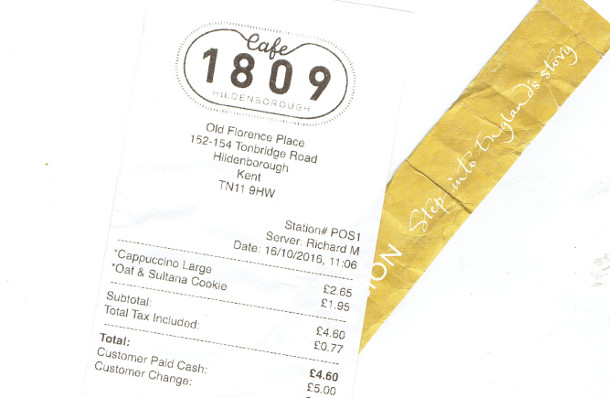 Cafe
1809
HILDENBOROUGH
Old Florence Place
152-154 Tonbridge Road
Hildenborough
Kent
TN11 9HW
Station# POS1
Server: Richard M
Date: 16/10/2016, 11:06
*Cappuccino Large £2.65
*Oat & Sultana Cookie £1.95
Subtotal: £4.60
Total Tax Included: £0.77
Total: £4.60
Customer Paid Cash: £5.00
Customer Change:
Step into England's story